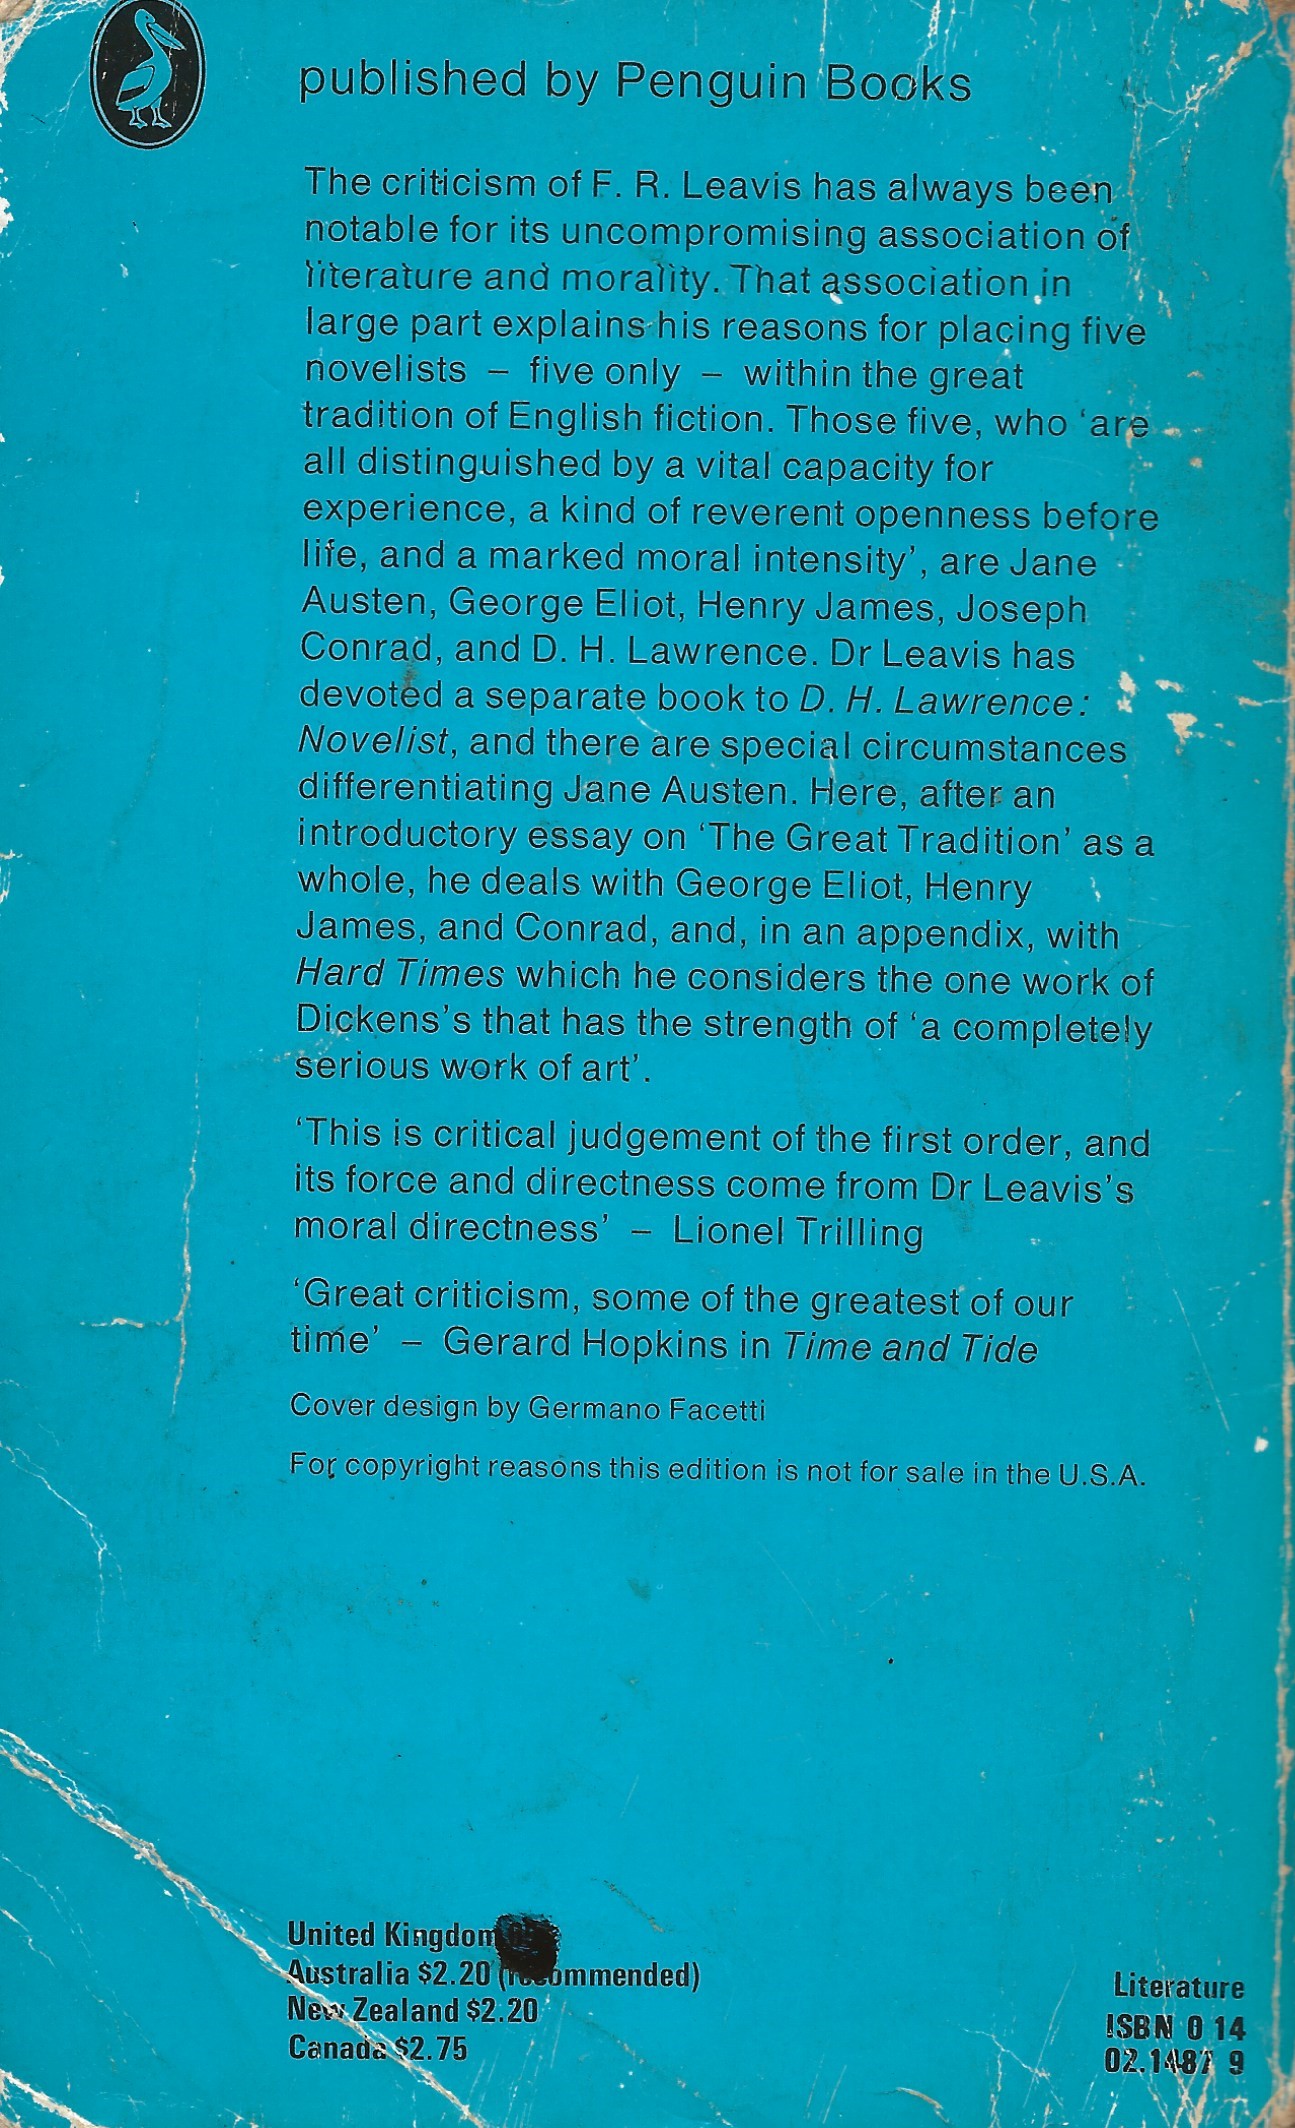 published by Penguin Books
The criticism of F. R. Leavis has always been
notable for its uncompromising association of
literature and morality. That association in
large part explains his reasons for placing five
novelists – five only – within the great
tradition of English fiction. Those five, who ‘are
all distinguished by a vital capacity for
experience, a kind of reverent openness before
life, and a marked moral intensity’, are Jane
Austen, George Eliot, Henry James, Joseph
Conrad, and D. H. Lawrence. Dr Leavis has
devoted a separate book to D. H. Lawrence:
Novelist, and there are special circumstances
differentiating Jane Austen. Here, after an
introductory essay on ‘The Great Tradition’ as a
whole, he deals with George Eliot, Henry
James, and Conrad, and, in an appendix, with
Hard Times which he considers the one work of
Dickens’s that has the strength of ‘a completely
serious work of art’.
‘This is critical judgement of the first order, and
its force and directness come from Dr Leavis’s
moral directness’ – Lionel Trilling
‘Great criticism, some of the greatest of our
time’ – Gerard Hopkins in Time and Tide
Cover design by Germano Facetti
For copyright reasons this edition is not for sale in the U.S.A.
United Kingdom
Australia $2.20 (recommended)
New Zealand $2.20
Canada $2.75
Literature
ISBN 0 14
02.1487 9